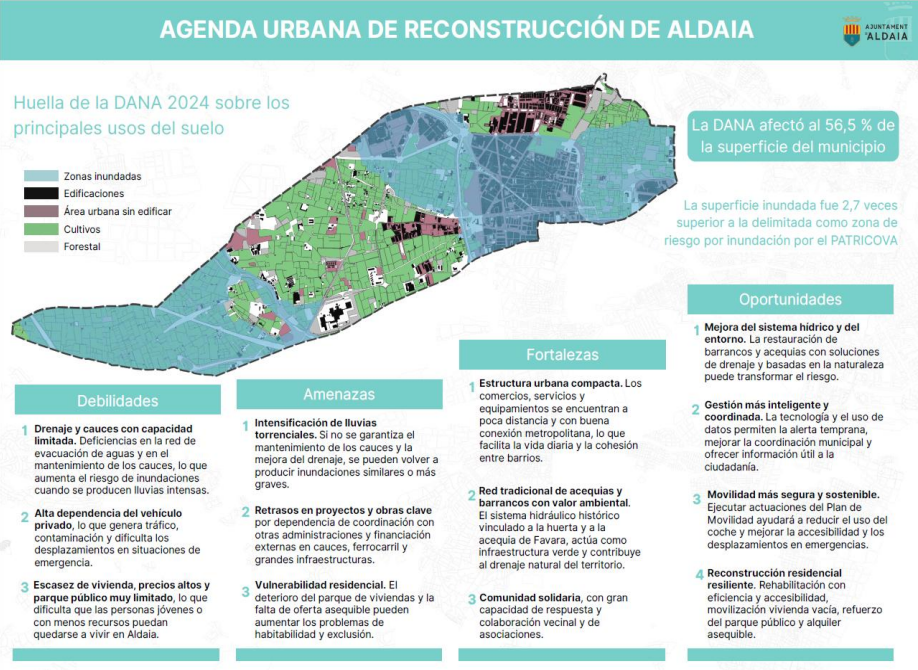 AGENDA URBANA DE RECONSTRUCCIÓN DE ALDAIA
AJUNTAMENT
D'ALDAIA
Huella de la DANA 2024 sobre los
principales usos del suelo
Zonas inundadas
Edificaciones
Área urbana sin edificar
Cultivos
Forestal
La DANA afectó al 56,5 % de
la superficie del municipio
La superficie inundada fue 2,7 veces
superior a la delimitada como zona de
riesgo por inundación por el PATRICOVA
Debilidades
1 Drenaje y cauces con capacidad
limitada. Deficiencias en la red de
evacuación de aguas y en el
mantenimiento de los cauces, lo que
aumenta el riesgo de inundaciones
cuando se producen lluvias intensas.
2 Alta dependencia del vehículo
privado, lo que genera tráfico,
contaminación y dificulta los
desplazamientos en situaciones de
emergencia.
3 Escasez de vivienda, precios altos y
parque público muy limitado, lo que
dificulta que las personas jóvenes o
con menos recursos puedan
quedarse a vivir en Aldaia.
Amenazas
1 Intensificación de lluvias
torrenciales. Si no se garantiza el
mantenimiento de los cauces y la
mejora del drenaje, se pueden volver a
producir inundaciones similares o más
graves.
2 Retrasos en proyectos y obras clave
por dependencia de coordinación con
otras administraciones y financiación
externas en cauces, ferrocarril y
grandes infraestructuras.
3 Vulnerabilidad residencial. El
deterioro del parque de viviendas y la
falta de oferta asequible pueden
aumentar los problemas de
habitabilidad y exclusión.
Fortalezas
1 Estructura urbana compacta. Los
comercios, servicios y
equipamientos se encuentran a
poca distancia y con buena
conexión metropolitana, lo que
facilita la vida diaria y la cohesión
entre barrios.
2 Red tradicional de acequias y
barrancos con valor ambiental.
El sistema hidráulico histórico
vinculado a la huerta y a la
acequia de Favara, actúa como
infraestructura verde y contribuye
al drenaje natural del territorio.
3 Comunidad solidaria, con gran
capacidad de respuesta y
colaboración vecinal y de
asociaciones.
Oportunidades
1 Mejora del sistema hídrico y del
entorno. La restauración de
barrancos y acequias con soluciones
de drenaje y basadas en la naturaleza
puede transformar el riesgo.
2 Gestión más inteligente y
coordinada. La tecnología y el uso de
datos permiten la alerta temprana,
mejorar la coordinación municipal y
ofrecer información útil a la
ciudadanía.
3 Movilidad más segura y sostenible.
Ejecutar actuaciones del Plan de
Movilidad ayudará a reducir el uso del
coche y mejorar la accesibilidad y los
desplazamientos en emergencias.
4 Reconstrucción residencial
resiliente. Rehabilitación con
eficiencia y accesibilidad,
movilización vivienda vacía, refuerzo
del parque público y alquiler
asequible.